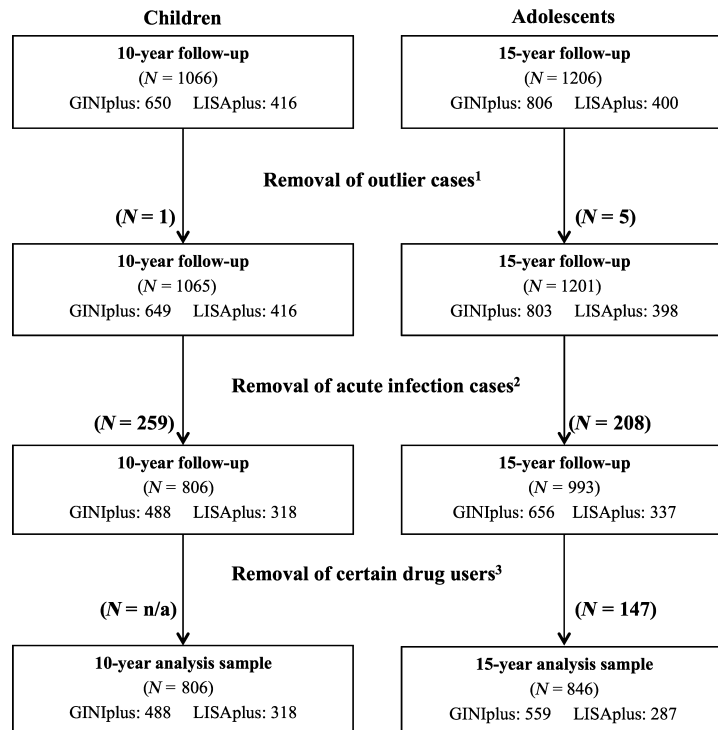 Children Adolescents
10-year follow-up
(N = 1066)
GINIplus: 650 LISAplus: 416
15-year follow-up
(N = 1206)
GINIplus: 806 LISAplus: 400
Removal of outlier cases¹
(N = 1) (N = 5)
10-year follow-up
(N = 1065)
GINIplus: 649 LISAplus: 416
15-year follow-up
(N = 1201)
GINIplus: 803 LISAplus: 398
Removal of acute infection cases²
(N = 259) (N = 208)
10-year follow-up
(N = 806)
GINIplus: 488 LISAplus: 318
15-year follow-up
(N = 993)
GINIplus: 656 LISAplus: 337
Removal of certain drug users³
(N = n/a) (N = 147)
10-year analysis sample
(N = 806)
GINIplus: 488 LISAplus: 318
15-year analysis sample
(N = 846)
GINIplus: 559 LISAplus: 287